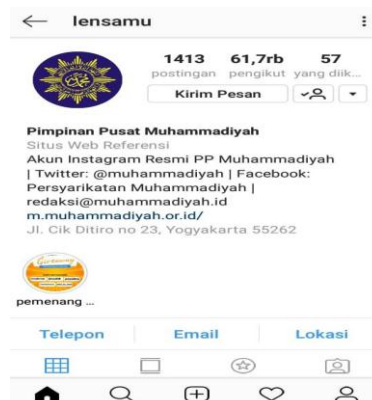 lensamu
1413 61,7rb 57
postingan pengikut yang diik...
Kirim Pesan
Pimpinan Pusat Muhammadiyah
Situs Web Referensi
Akun Instagram Resmi PP Muhammadiyah
| Twitter: @muhammadiyah | Facebook:
Persyarikatan Muhammadiyah |
redaksi@muhammadiyah.id
m.muhammadiyah.or.id/
Jl. Cik Ditiro no 23, Yogyakarta 55262
pemenang ...
Telepon Email Lokasi